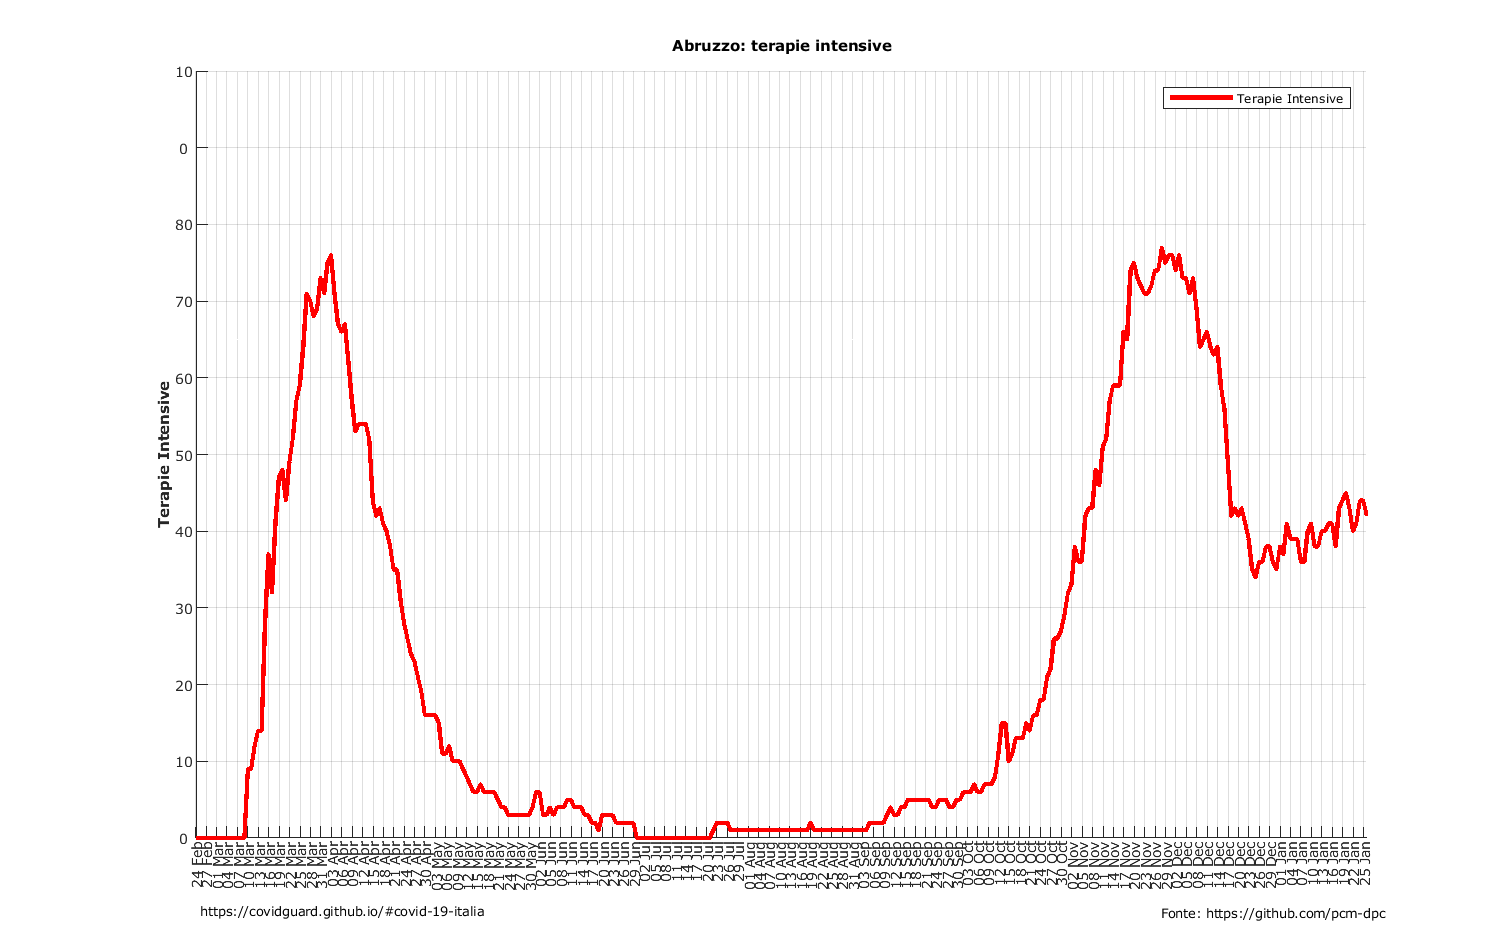 Abruzzo: terapie intensive
Terapie Intensive
10
0
80
70
60
50
40
30
20
10
0
Terapie Intensive
24 Feb
27 Feb
01 Mar
04 Mar
07 Mar
10 Mar
13 Mar
16 Mar
19 Mar
22 Mar
25 Mar
28 Mar
31 Mar
03 Apr
06 Apr
09 Apr
12 Apr
15 Apr
18 Apr
21 Apr
24 Apr
27 Apr
30 Apr
03 May
06 May
09 May
12 May
15 May
18 May
21 May
24 May
27 May
30 May
02 Jun
05 Jun
08 Jun
11 Jun
14 Jun
17 Jun
20 Jun
23 Jun
26 Jun
29 Jun
02 Jul
05 Jul
08 Jul
11 Jul
14 Jul
17 Jul
20 Jul
23 Jul
26 Jul
29 Jul
01 Aug
04 Aug
07 Aug
10 Aug
13 Aug
16 Aug
19 Aug
22 Aug
25 Aug
28 Aug
31 Aug
03 Sep
06 Sep
09 Sep
12 Sep
15 Sep
18 Sep
21 Sep
24 Sep
27 Sep
30 Sep
03 Oct
06 Oct
09 Oct
12 Oct
15 Oct
18 Oct
21 Oct
24 Oct
27 Oct
30 Oct
02 Nov
05 Nov
08 Nov
11 Nov
14 Nov
17 Nov
20 Nov
23 Nov
26 Nov
29 Nov
02 Dec
05 Dec
08 Dec
11 Dec
14 Dec
17 Dec
20 Dec
23 Dec
26 Dec
29 Dec
01 Jan
04 Jan
07 Jan
10 Jan
13 Jan
16 Jan
19 Jan
22 Jan
25 Jan
https://covidguard.github.io/#covid-19-italia
Fonte: https://github.com/pcm-dpc